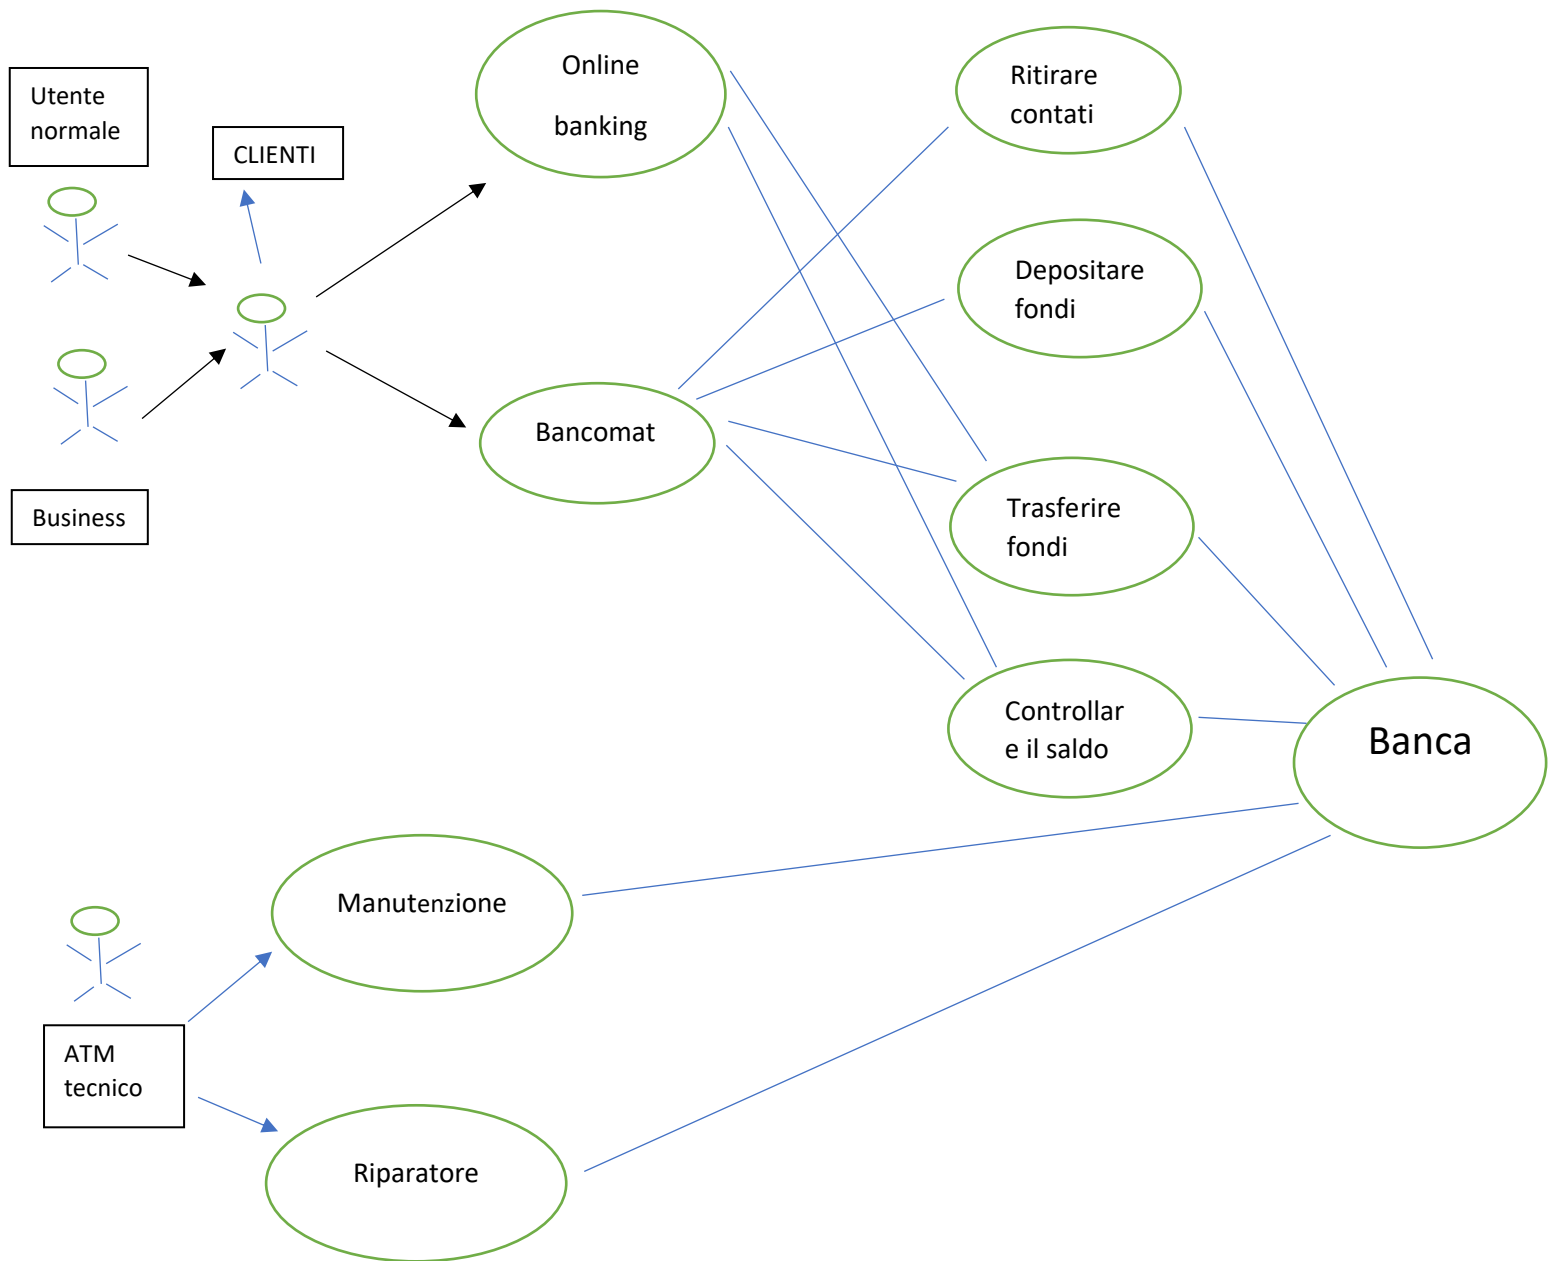 Utente
normale
CLIENTI
Online
banking
Ritirare
contati
Depositare
fondi
Bancomat
Business
Trasferire
fondi
Controllar
e il saldo
Banca
Manutenzione
ATM
tecnico
Riparatore